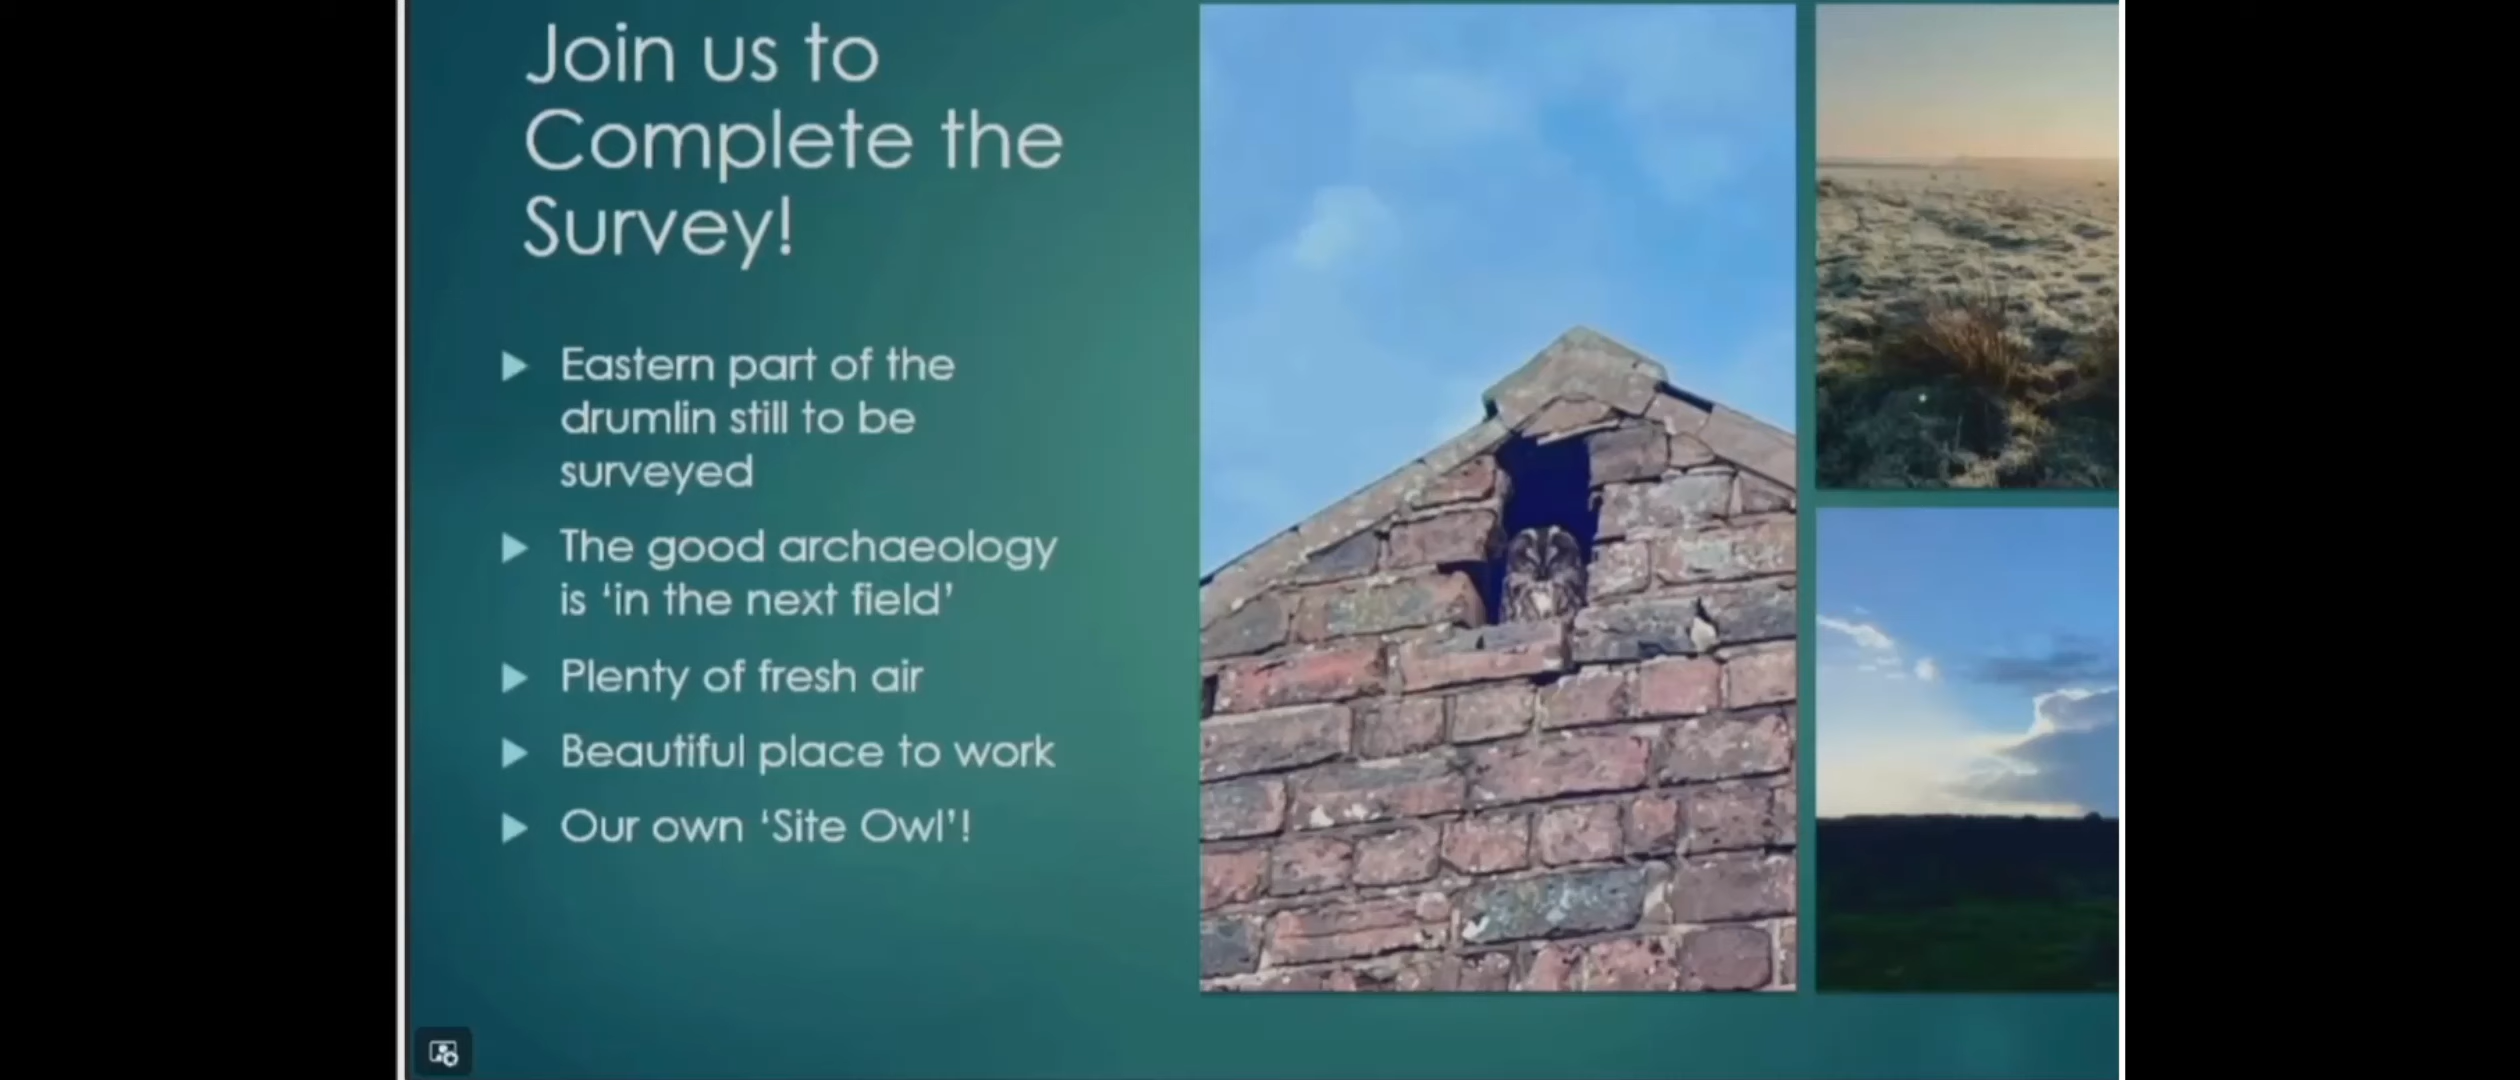 Join us to
Complete the
Survey!
Eastern part of the
drumlin still to be
surveyed
The good archaeology
is ‘in the next field’
Plenty of fresh air
Beautiful place to work
Our own ‘Site Owl’!